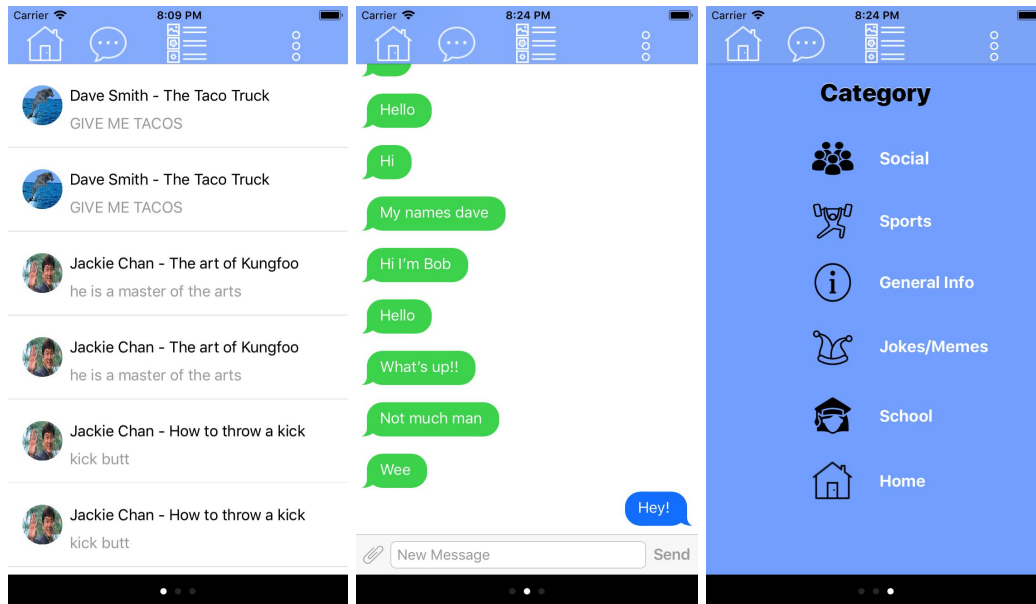 Carrier
8:09 PM
Dave Smith - The Taco Truck
GIVE ME TACOS
Dave Smith - The Taco Truck
GIVE ME TACOS
Jackie Chan - The art of Kungfoo
he is a master of the arts
Jackie Chan - The art of Kungfoo
he is a master of the arts
Jackie Chan - How to throw a kick
kick butt
Jackie Chan - How to throw a kick
kick butt
Carrier
8:24 PM
Hello
Hi
My names dave
Hi I'm Bob
Hello
What's up!!
Not much man
Wee
Hey!
New Message
Send
Carrier
8:24 PM
Category
Social
Sports
i
General Info
Jokes/Memes
School
Home